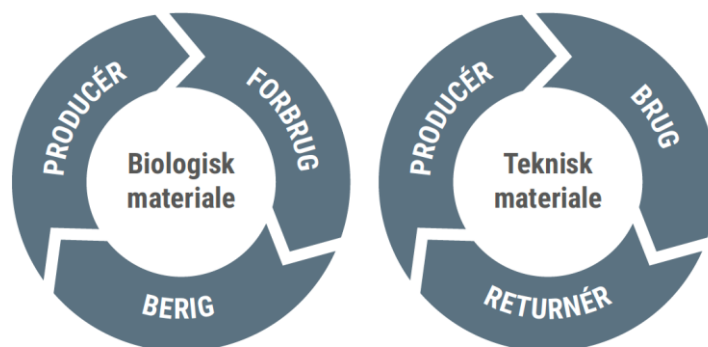 PRODUCÉR
FORBRUG
BERIG
Biologisk
materiale
PRODUCÉR
BRUG
RETURNÉR
Teknisk
materiale